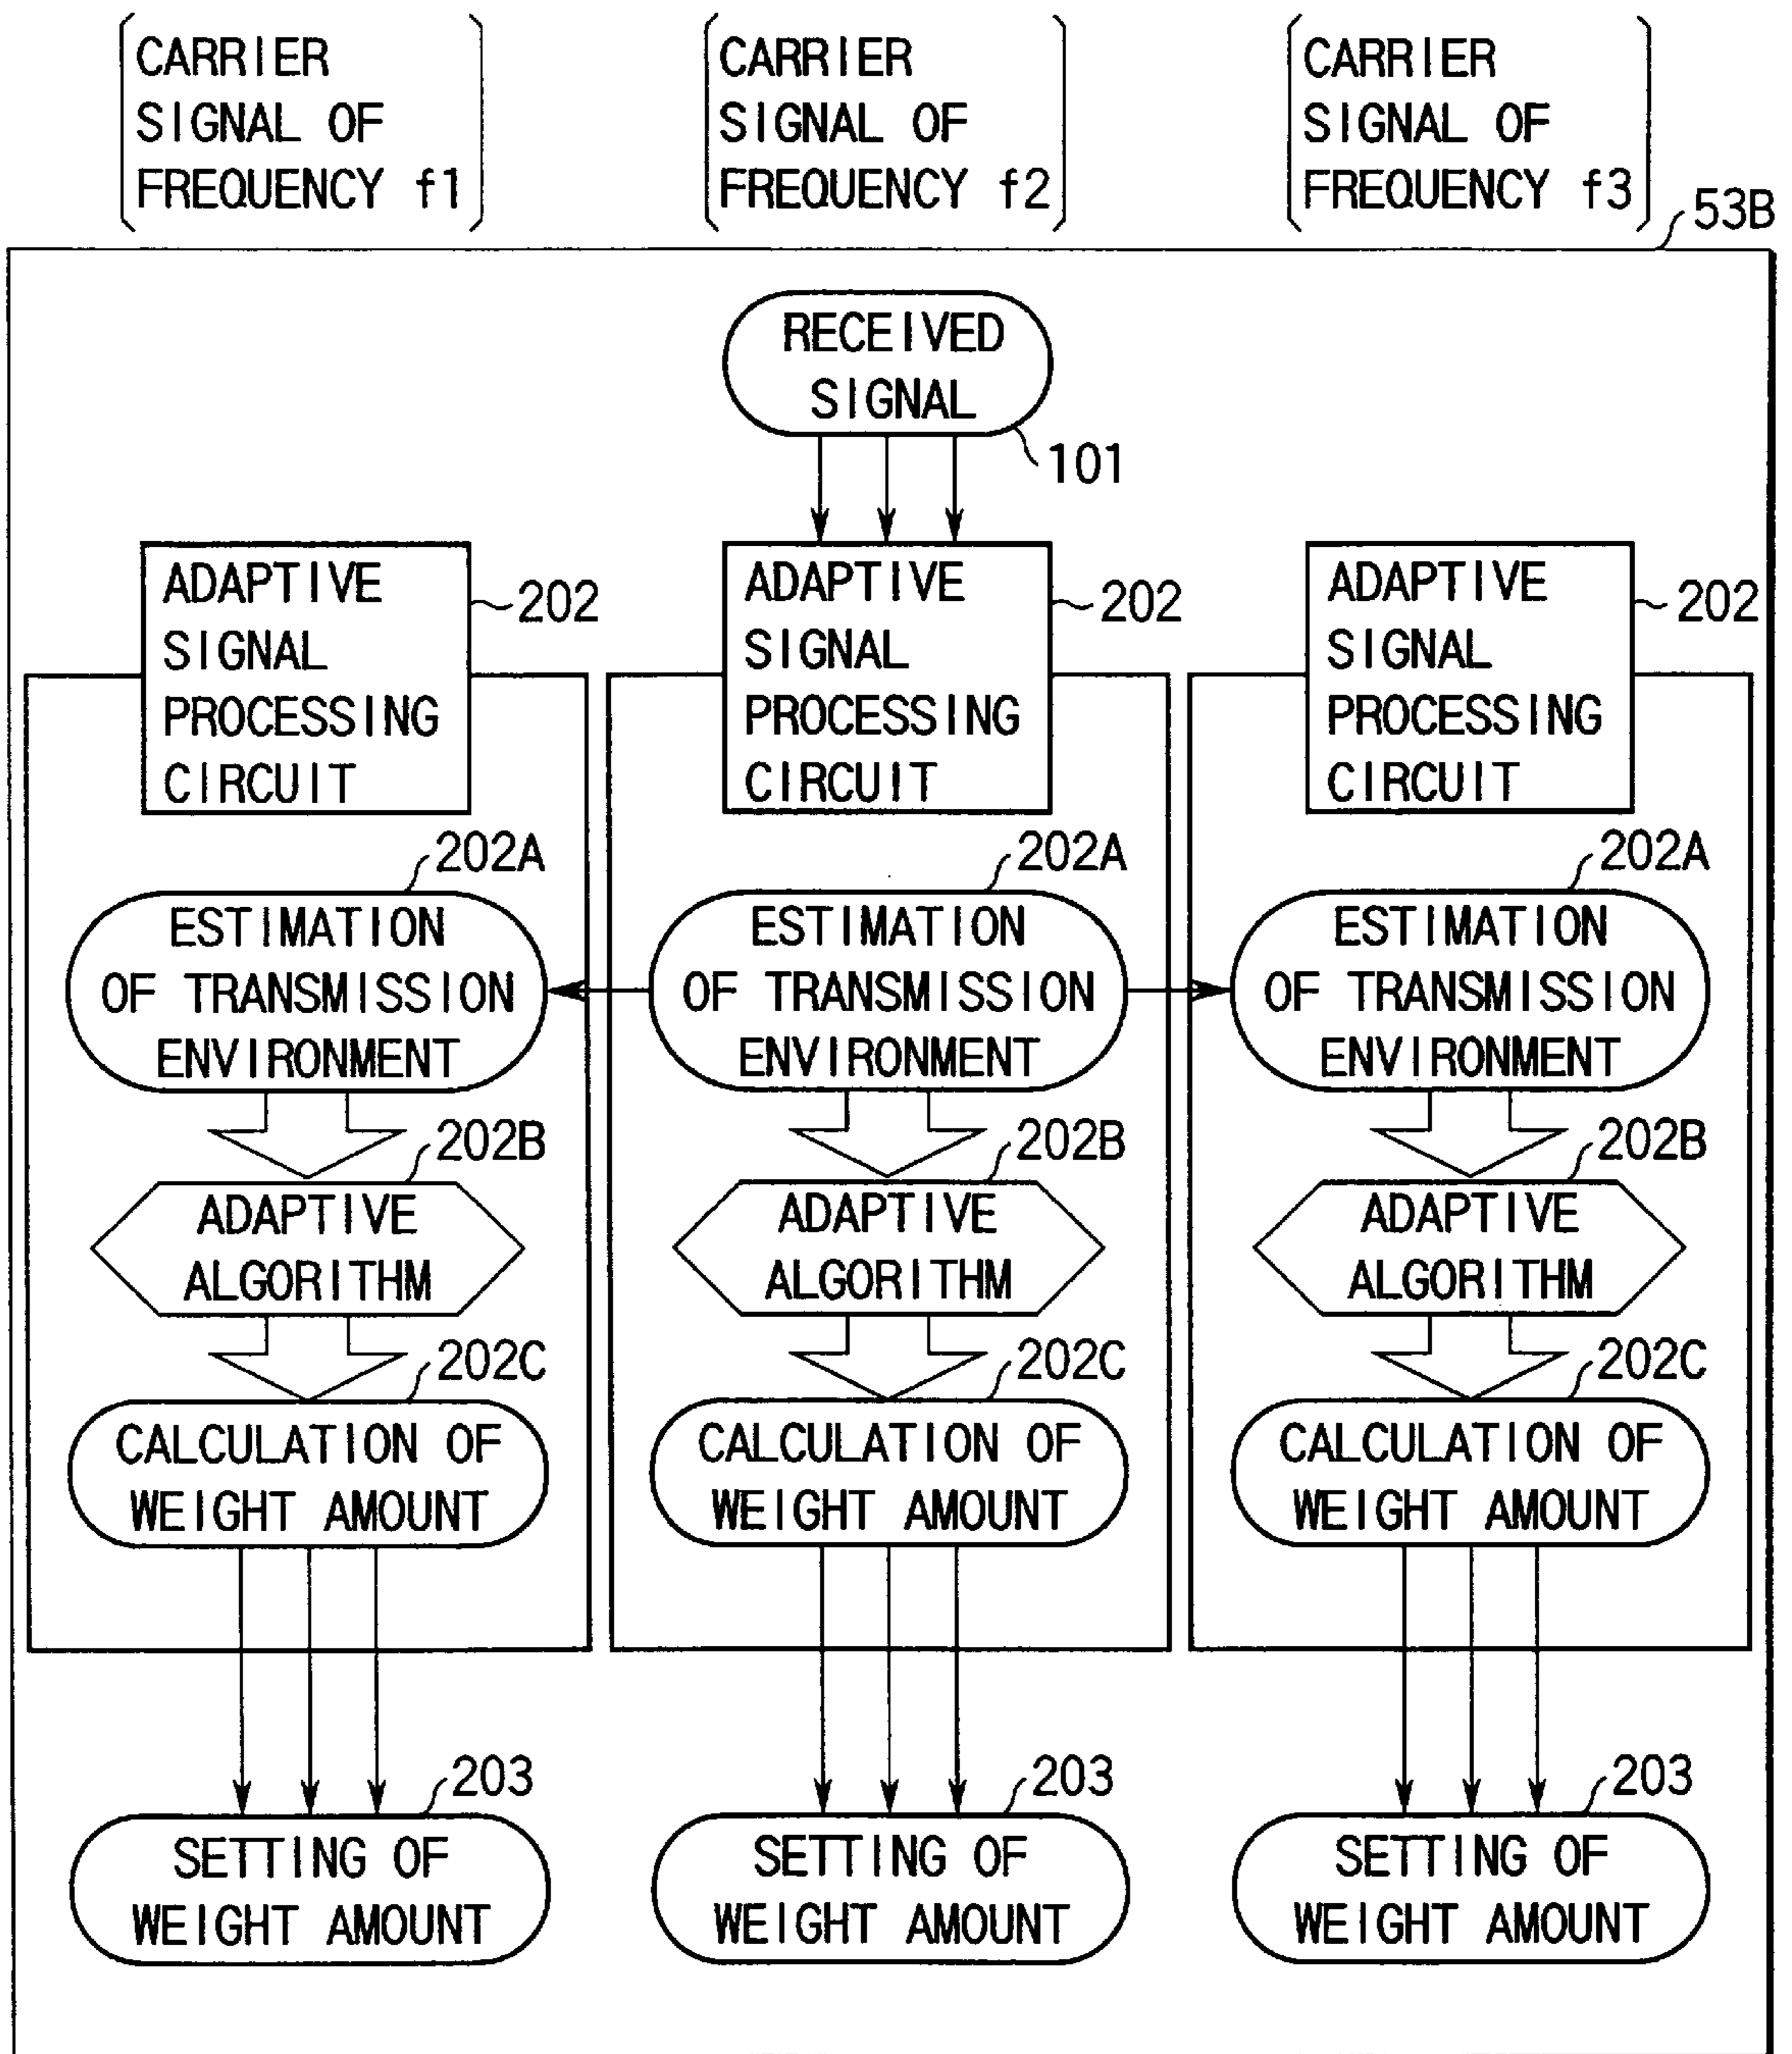 CARRIER
SIGNAL OF
FREQUENCY f1
CARRIER
SIGNAL OF
FREQUENCY f2
CARRIER
SIGNAL OF
FREQUENCY f3
53B
RECEIVED
SIGNAL
101
ADAPTIVE
SIGNAL
PROCESSING
CIRCUIT
202
ADAPTIVE
SIGNAL
PROCESSING
CIRCUIT
202
ADAPTIVE
SIGNAL
PROCESSING
CIRCUIT
202
202A
ESTIMATION
OF TRANSMISSION
ENVIRONMENT
202A
ESTIMATION
OF TRANSMISSION
ENVIRONMENT
202A
ESTIMATION
OF TRANSMISSION
ENVIRONMENT
202B
ADAPTIVE
ALGORITHM
202B
ADAPTIVE
ALGORITHM
202B
ADAPTIVE
ALGORITHM
202C
CALCULATION OF
WEIGHT AMOUNT
202C
CALCULATION OF
WEIGHT AMOUNT
202C
CALCULATION OF
WEIGHT AMOUNT
203
SETTING OF
WEIGHT AMOUNT
203
SETTING OF
WEIGHT AMOUNT
203
SETTING OF
WEIGHT AMOUNT